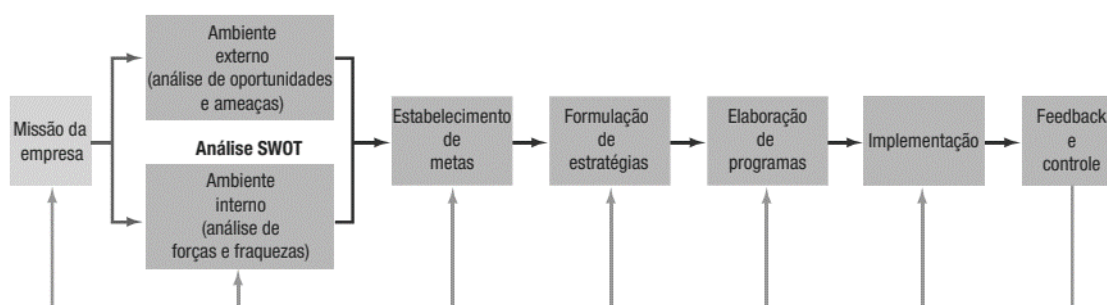 Missão da
empresa
Ambiente
externo
(análise de oportunidades
e ameaças)
Análise SWOT
Ambiente
interno
(análise de
forças e fraquezas)
Estabelecimento
de
metas
Formulação
de
estratégias
Elaboração
de
programas
Implementação
Feedback
e
controle